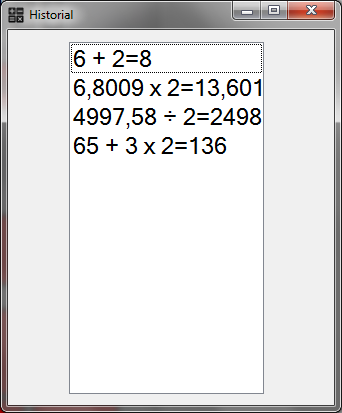 Historial
6 + 2=8
6,8009 x 2=13,601
4997,58 ÷ 2=2498
65 + 3 x 2=136